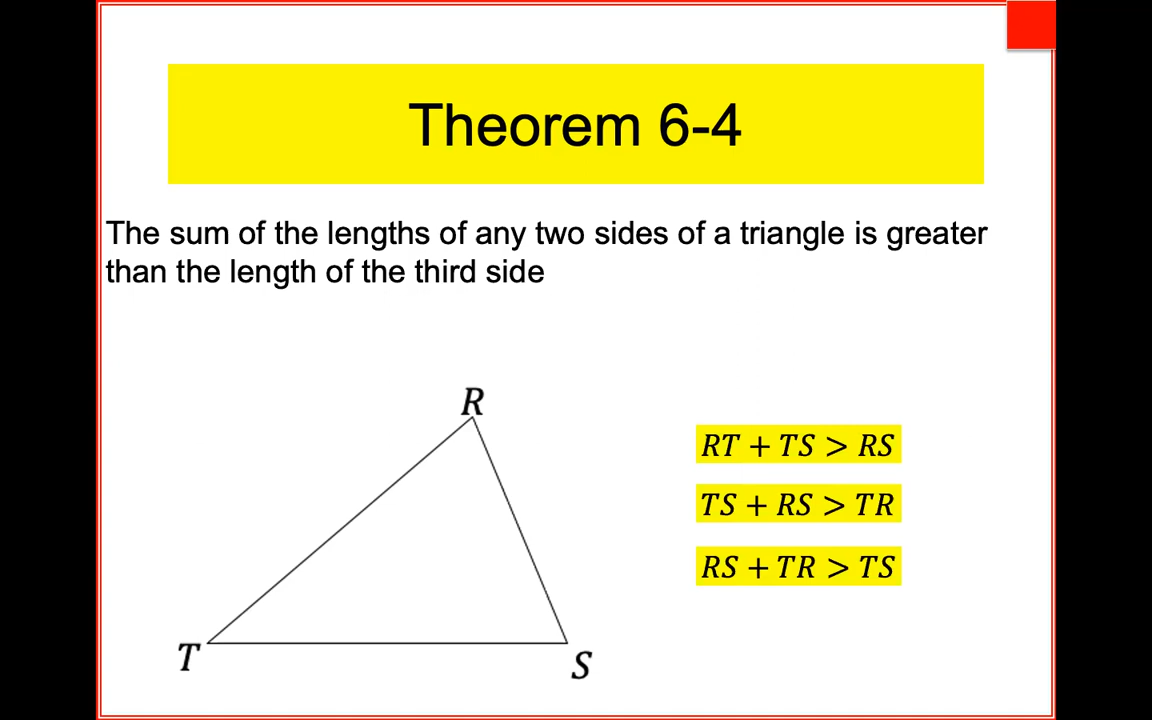 Theorem 6-4
The sum of the lengths of any two sides of a triangle is greater
than the length of the third side
R
RT + TS > RS
TS + RS > TR
RS + TR > TS
T
S